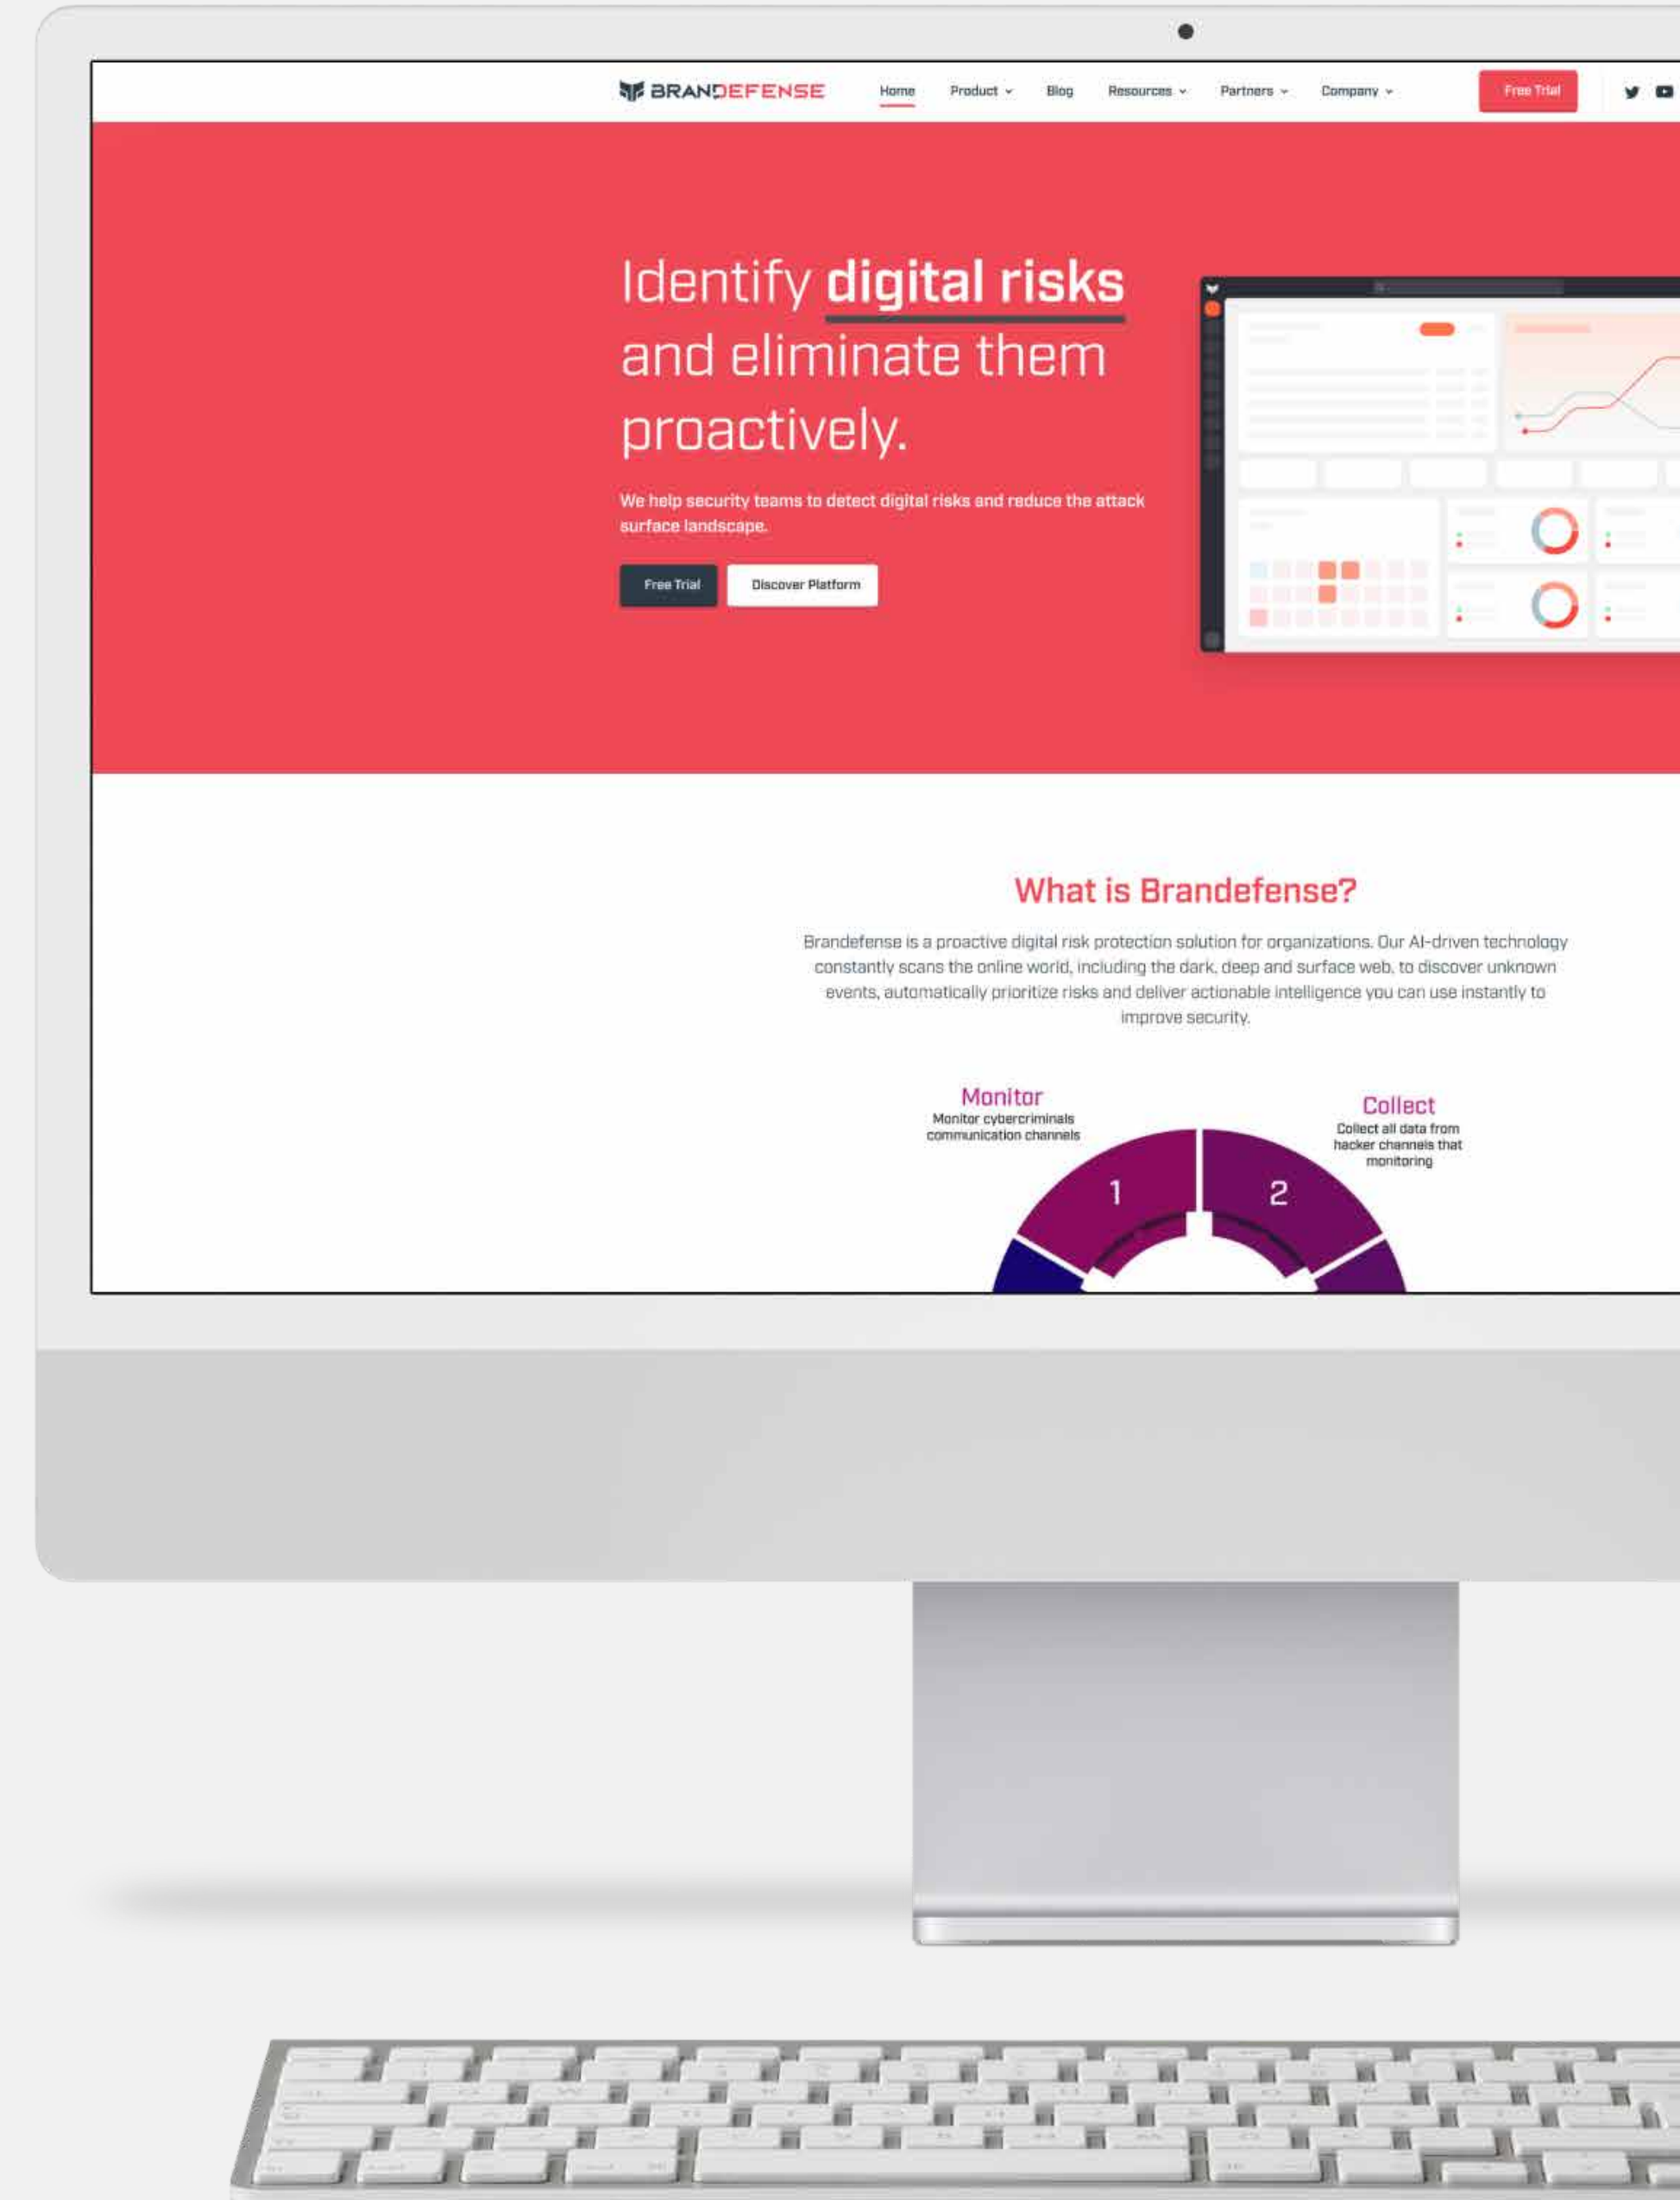 BRANDEFENSE
Home
Product
Blog
Resources
Partners
Company
Free Trial
Identify digital risks
and eliminate them
proactively.
We help security teams to detect digital risks and reduce the attack
surface landscape.
Free Trial
Discover Platform
What is Brandefense?
Brandefense is a proactive digital risk protection solution for organizations. Our AI-driven technology
constantly scans the online world, including the dark, deep and surface web, to discover unknown
events, automatically prioritize risks and deliver actionable intelligence you can use instantly to
improve security.
Monitor
Monitor cybercriminals
communication channels
Collect
Collect all data from
hacker channels that
monitoring
1
2